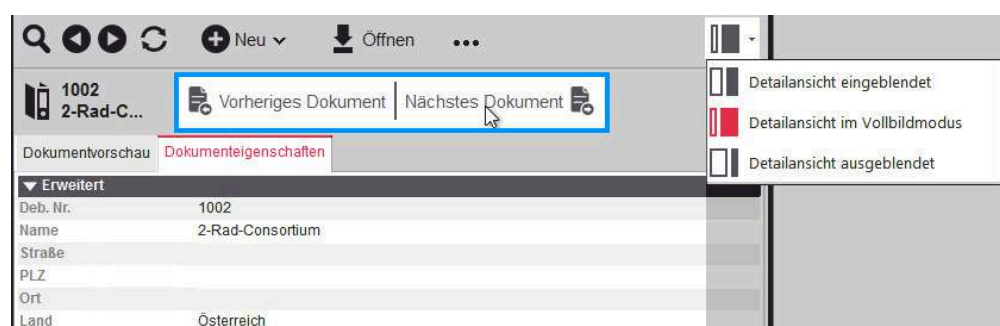 Neu
Öffnen
...
1002
2-Rad-C...
Vorheriges Dokument
Nächstes Dokument
Detailansicht eingeblendet
Detailansicht im Vollbildmodus
Detailansicht ausgeblendet
Dokumentvorschau
Dokumenteigenschaften
Erweitert
Deb. Nr. 1002
Name 2-Rad-Consortium
Straße
PLZ
Ort
Land Österreich